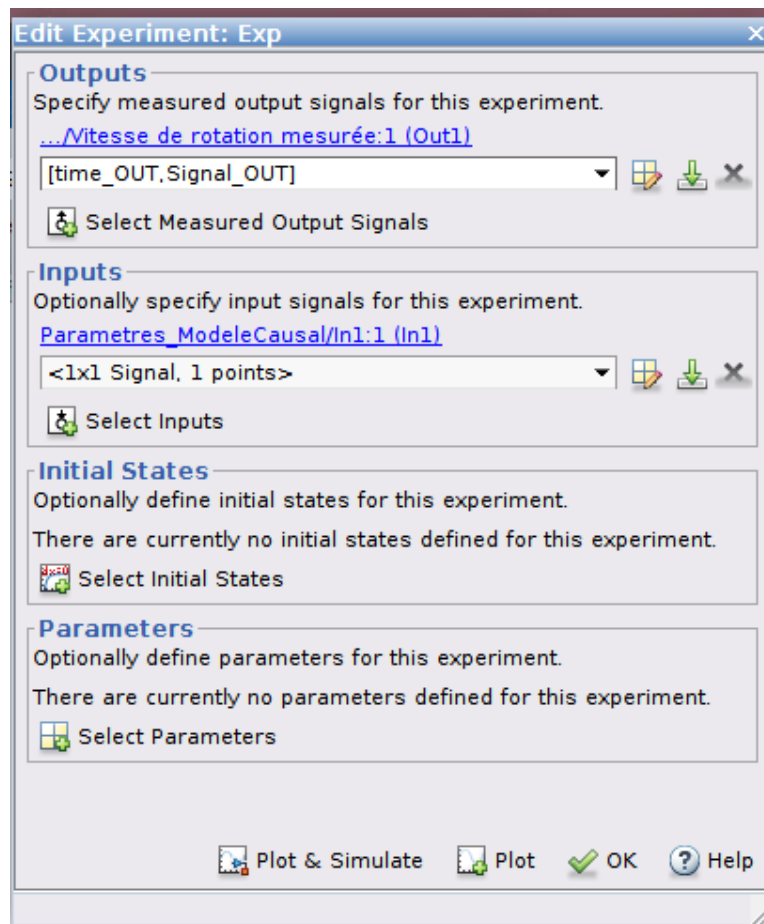 Edit Experiment: Exp
Outputs
Specify measured output signals for this experiment.
.../Vitesse de rotation mesurée:1 (Out1)
[time_OUT,Signal_OUT]
Select Measured Output Signals
Inputs
Optionally specify input signals for this experiment.
Parametres_ModeleCausal/In1:1 (In1)
<1x1 Signal, 1 points>
Select Inputs
Initial States
Optionally define initial states for this experiment.
There are currently no initial states defined for this experiment.
Select Initial States
Parameters
Optionally define parameters for this experiment.
There are currently no parameters defined for this experiment.
Select Parameters
Plot & Simulate Plot OK Help